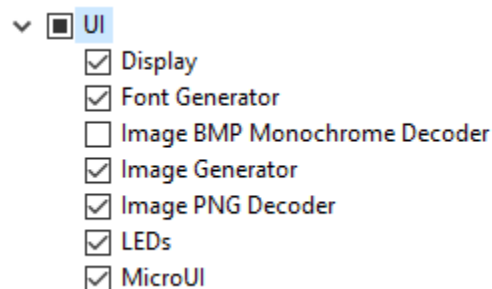 UI
Display
Font Generator
Image BMP Monochrome Decoder
Image Generator
Image PNG Decoder
LEDs
MicroUI